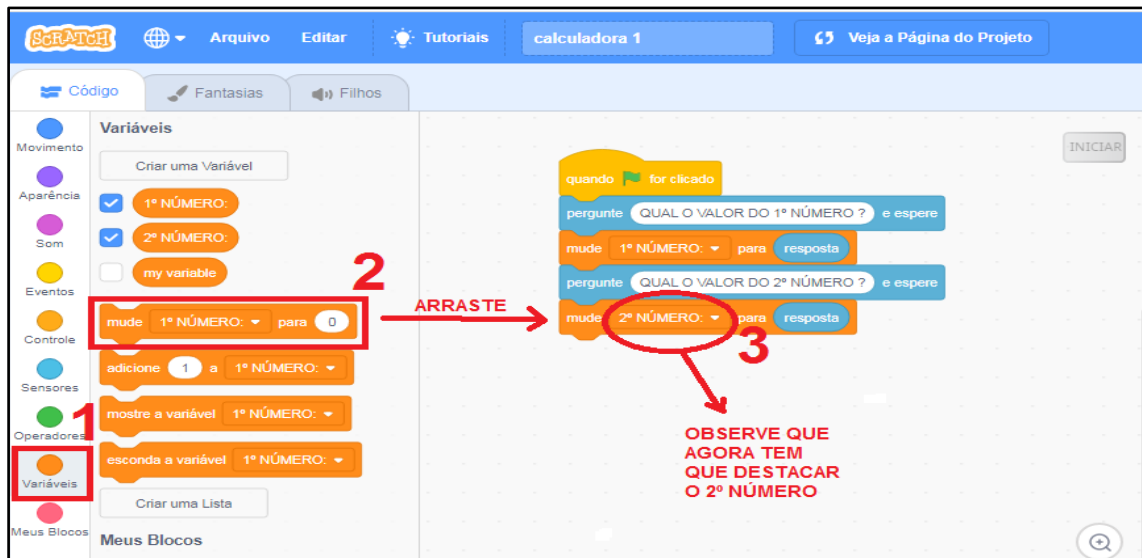 SCRATCH Arquivo Editar Tutoriais calculadora 1 Veja a Página do Projeto
Código Fantasias Filhos
Movimento
Aparência
Som
Eventos
Controle
Sensores
Operadores
Variáveis
Meus Blocos
Variáveis
Criar uma Variável
1º NÚMERO:
2º NÚMERO:
my variable
mude 1º NÚMERO: para 0
adicione 1 a 1º NÚMERO:
mostre a variável 1º NÚMERO:
esconda a variável 1º NÚMERO:
Criar uma Lista
Meus Blocos
1
2
ARRASTE
quando for clicado
pergunte QUAL O VALOR DO 1º NÚMERO ? e espere
mude 1º NÚMERO: para resposta
pergunte QUAL O VALOR DO 2º NÚMERO ? e espere
mude 2º NÚMERO: para resposta
3
OBSERVE QUE
AGORA TEM
QUE DESTACAR
O 2º NÚMERO
INICIAR